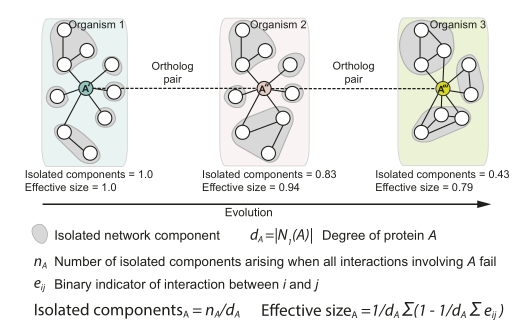 Organism 1
Organism 2
Organism 3
Ortholog pair
Ortholog pair
A'
A''
A'''
Isolated components = 1.0
Effective size = 1.0
Isolated components = 0.83
Effective size = 0.94
Isolated components = 0.43
Effective size = 0.79
Evolution
Isolated network component d_A=|N_1(A)| Degree of protein A
n_A Number of isolated components arising when all interactions involving A fail
e_ij Binary indicator of interaction between i and j
Isolated components_A = n_A/d_A Effective size_A=1/d_A Σ(1 - 1/d_A Σ e_ij)